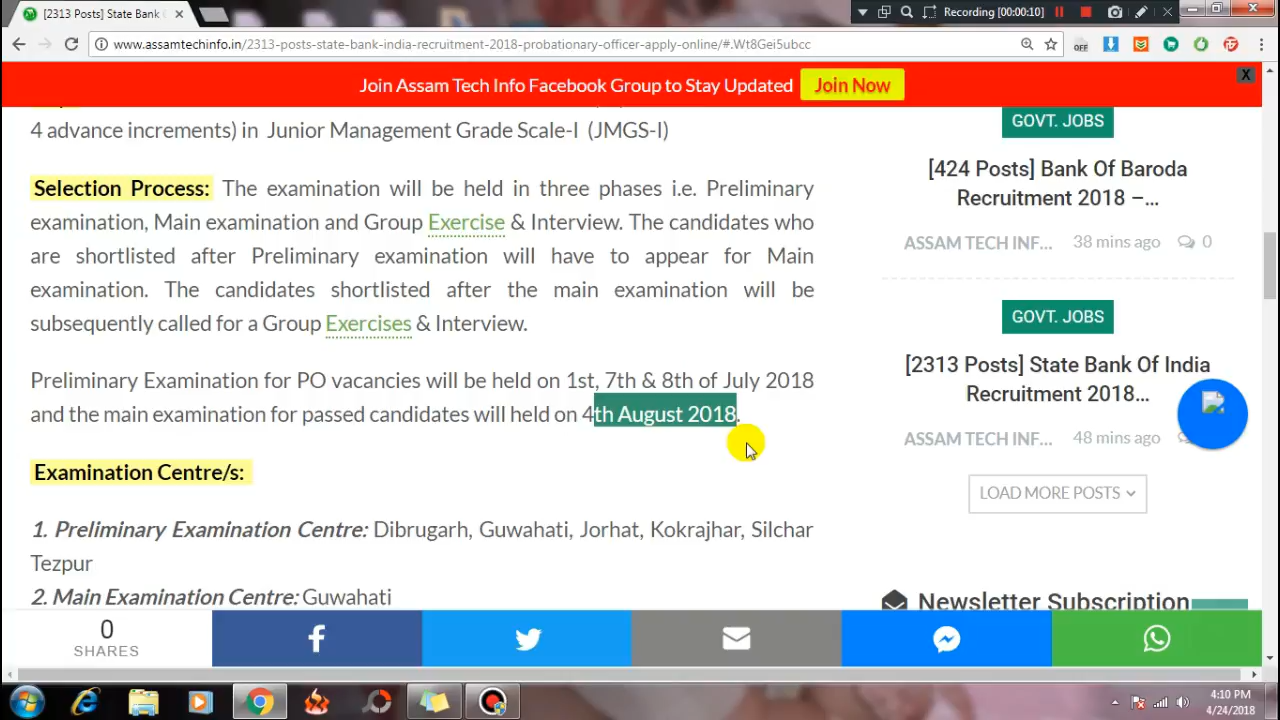 [2313 Posts] State Bank
Recording [00:00:10]
www.assamtechinfo.in/2313-posts-state-bank-india-recruitment-2018-probationary-officer-apply-online/#.Wt8Gei5ubcc
OFF
Join Assam Tech Info Facebook Group to Stay Updated
Join Now
X
4 advance increments) in Junior Management Grade Scale-I (JMGS-I)
Selection Process: The examination will be held in three phases i.e. Preliminary
examination, Main examination and Group Exercise & Interview. The candidates who
are shortlisted after Preliminary examination will have to appear for Main
examination. The candidates shortlisted after the main examination will be
subsequently called for a Group Exercises & Interview.
Preliminary Examination for PO vacancies will be held on 1st, 7th & 8th of July 2018
and the main examination for passed candidates will held on 4th August 2018.
Examination Centre/s:
1. Preliminary Examination Centre: Dibrugarh, Guwahati, Jorhat, Kokrajhar, Silchar
Tezpur
2. Main Examination Centre: Guwahati
GOVT. JOBS
[424 Posts] Bank Of Baroda
Recruitment 2018 –...
ASSAM TECH INF... 38 mins ago 0
GOVT. JOBS
[2313 Posts] State Bank Of India
Recruitment 2018...
ASSAM TECH INF... 48 mins ago
LOAD MORE POSTS
Newsletter Subscription
0
SHARES
4:10 PM
4/24/2018